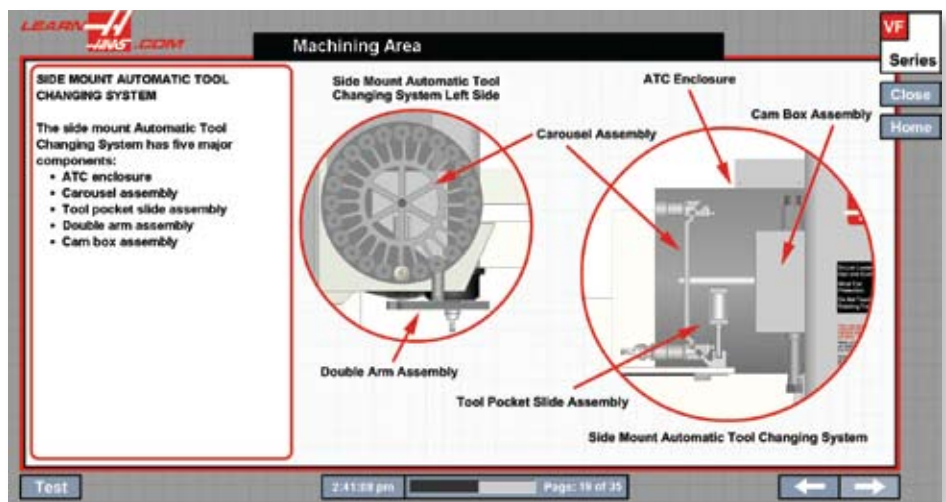 LEARN
HAAS .COM
Machining Area
VF
Series
Close
Home
SIDE MOUNT AUTOMATIC TOOL
CHANGING SYSTEM
The side mount Automatic Tool
Changing System has five major
components:
• ATC enclosure
• Carousel assembly
• Tool pocket slide assembly
• Double arm assembly
• Cam box assembly
Side Mount Automatic Tool
Changing System Left Side
ATC Enclosure
Cam Box Assembly
Carousel Assembly
Double Arm Assembly
Tool Pocket Slide Assembly
Side Mount Automatic Tool Changing System
Test
2:41:08 pm
Page: 19 of 35